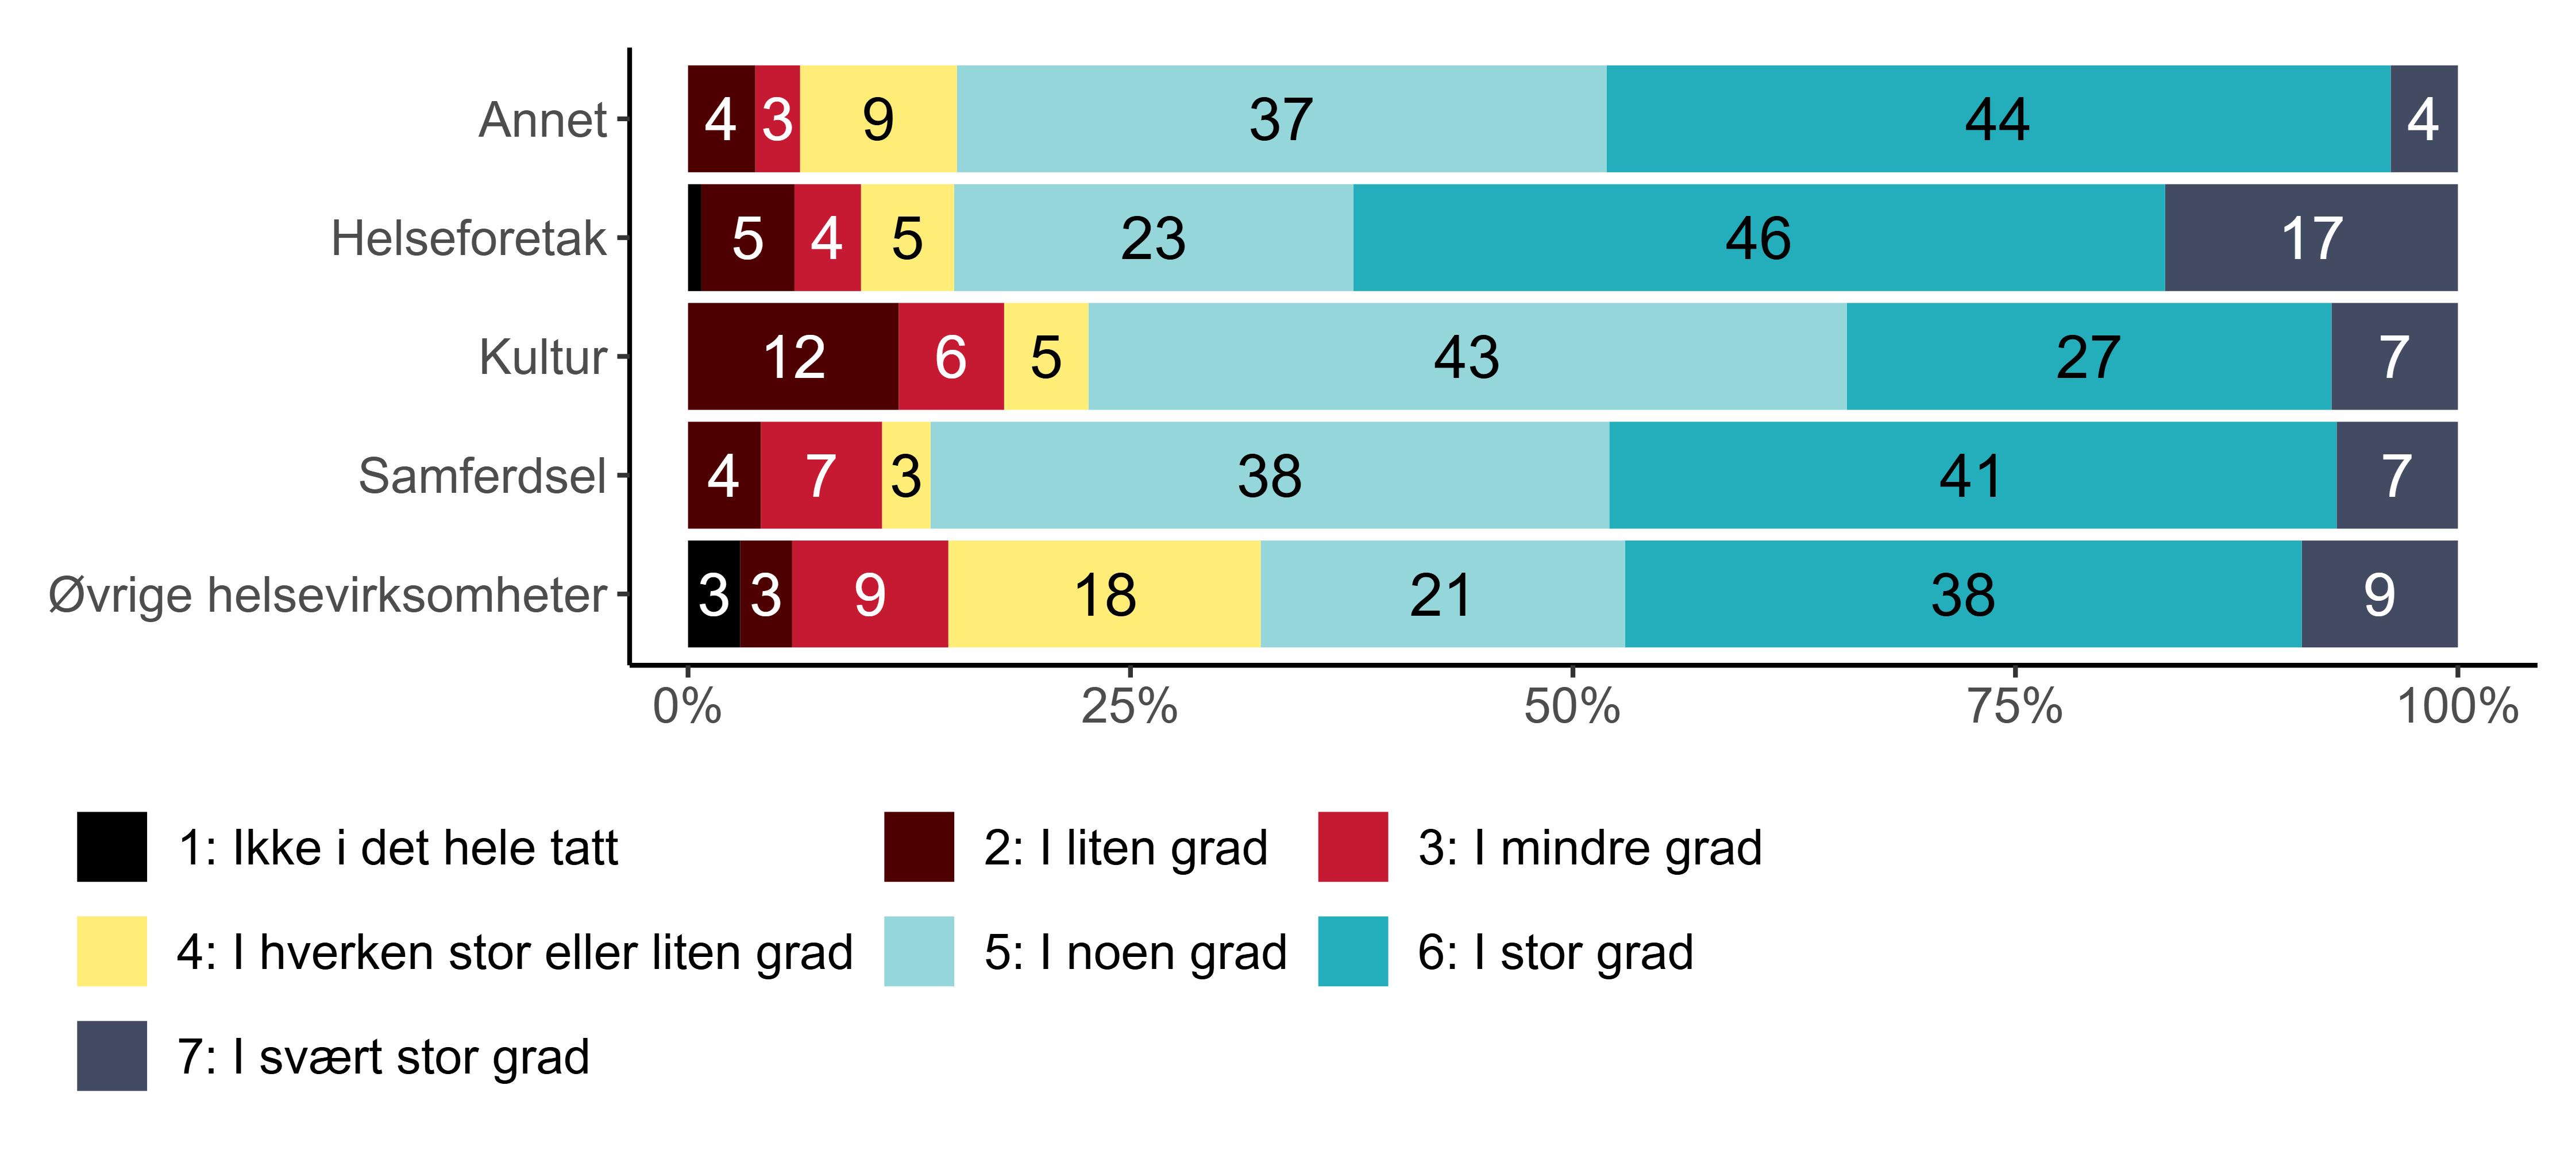 Annet 4 3 9 37 44 4
Helseforetak 5 4 5 23 46 17
Kultur 12 6 5 43 27 7
Samferdsel 4 7 3 38 41 7
Øvrige helsevirksomheter 3 3 9 18 21 38 9
0% 25% 50% 75% 100%
1: Ikke i det hele tatt 2: I liten grad 3: I mindre grad
4: I hverken stor eller liten grad 5: I noen grad 6: I stor grad
7: I svært stor grad